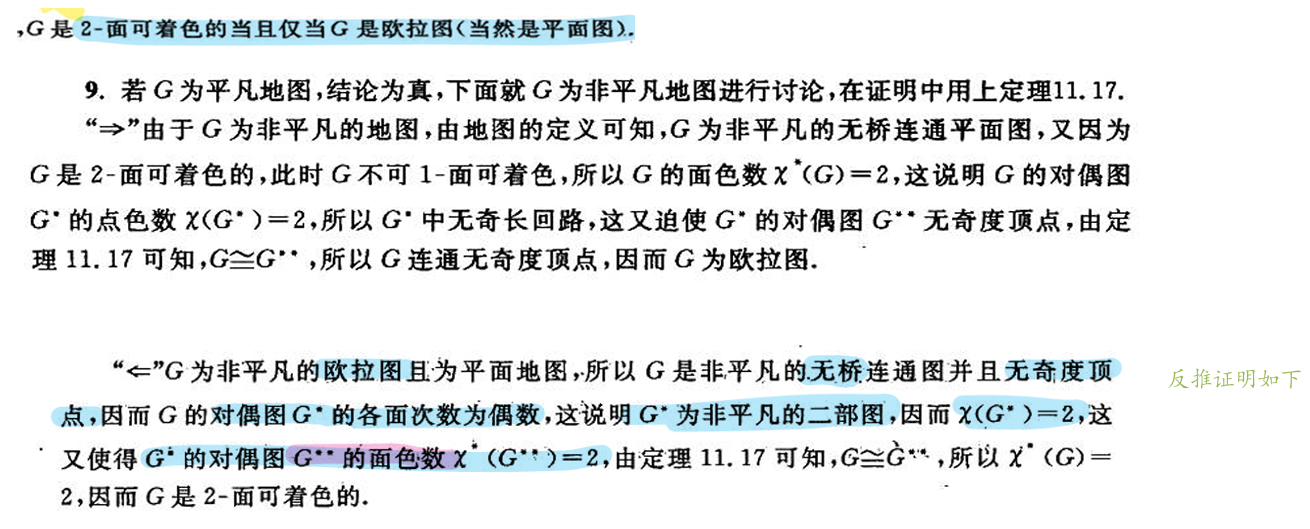 ,G 是 2-面可着色的当且仅当 G 是欧拉图(当然是平面图).
9. 若 G 为平凡地图,结论为真,下面就 G 为非平凡地图进行讨论,在证明中用上定理11.17.
“⇒”由于 G 为非平凡的地图,由地图的定义可知,G 为非平凡的无桥连通平面图,又因为
G 是 2-面可着色的,此时 G 不可 1-面可着色,所以 G 的面色数 χ*(G)=2,这说明 G 的对偶图
G* 的点色数 χ(G*)=2,所以 G* 中无奇长回路,这又迫使 G* 的对偶图 G** 无奇度顶点,由定
理 11.17 可知,G≅G**,所以 G 连通无奇度顶点,因而 G 为欧拉图.
“⇐”G 为非平凡的欧拉图且为平面地图,所以 G 是非平凡的无桥连通图并且无奇度顶
点,因而 G 的对偶图 G* 的各面次数为偶数,这说明 G* 为非平凡的二部图,因而 χ(G*)=2,这
又使得 G* 的对偶图 G** 的面色数 χ*(G**)=2,由定理 11.17 可知,G≅G**,所以 χ*(G)=
2,因而 G 是 2-面可着色的.
反推证明如下